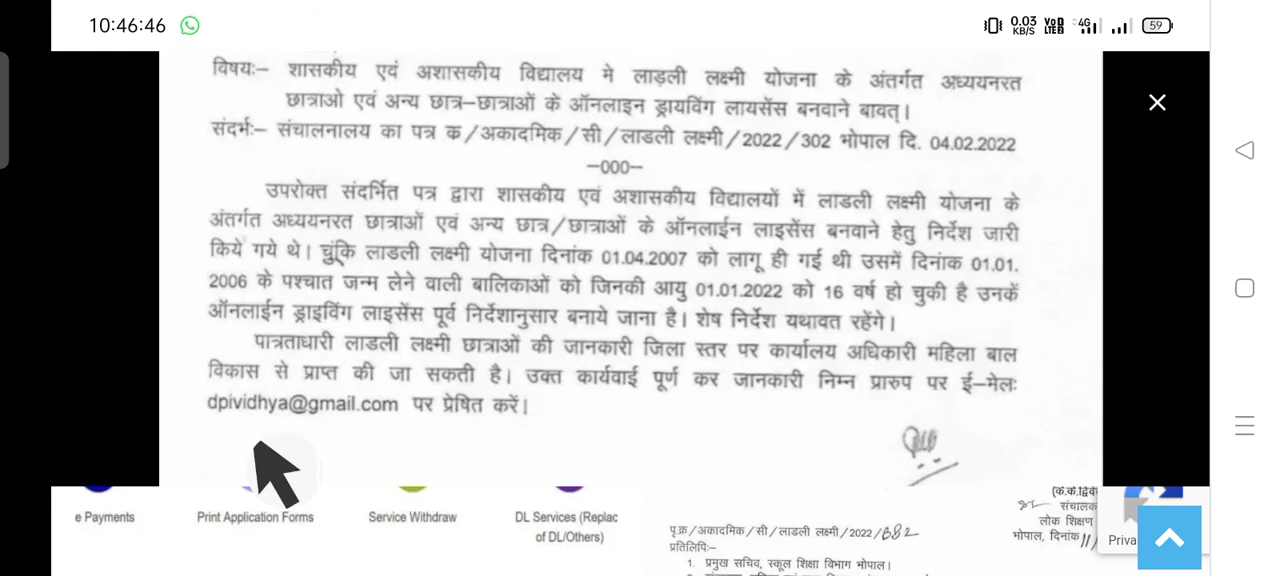 10:46:46
0.03 KB/S
VoD LTE2
4G
59
विषयः– शासकीय एवं अशासकीय विद्यालय मे लाड़ली लक्ष्मी योजना के अंतर्गत अध्ययनरत
छात्राओ एवं अन्य छात्र–छात्राओं के ऑनलाइन ड्रायविंग लायसेंस बनवाने बावत्।
संदर्भः– संचालनालय का पत्र क्र/अकादमिक/सी/लाडली लक्ष्मी/2022/302 भोपाल दि. 04.02.2022
–000–
उपरोक्त संदर्भित पत्र द्वारा शासकीय एवं अशासकीय विद्यालयों में लाडली लक्ष्मी योजना के
अंतर्गत अध्ययनरत छात्राओं एवं अन्य छात्र/छात्राओं के ऑनलाईन लाइसेंस बनवाने हेतु निर्देश जारी
किये गये थे। चुंकि लाडली लक्ष्मी योजना दिनांक 01.04.2007 को लागू ही गई थी उसमें दिनांक 01.01.
2006 के पश्चात जन्म लेने वाली बालिकाओं को जिनकी आयु 01.01.2022 को 16 वर्ष हो चुकी है उनकें
ऑनलाईन ड्राइविंग लाइसेंस पूर्व निर्देशानुसार बनाये जाना है। शेष निर्देश यथावत रहेंगे।
पात्रताधारी लाडली लक्ष्मी छात्राओं की जानकारी जिला स्तर पर कार्यालय अधिकारी महिला बाल
विकास से प्राप्त की जा सकती है। उक्त कार्यवाई पूर्ण कर जानकारी निम्न प्रारुप पर ई–मेलः
dpividhya@gmail.com पर प्रेषित करें।
e Payments
Print Application Forms
Service Withdraw
DL Services (Replac
of DL/Others)
(क.क.द्विवे
संचालक
लोक शिक्षण
भोपाल, दिनांक 11/
पृ.क्र/अकादमिक/सी/लाडली लक्ष्मी/2022/382
प्रतिलिपिः–
1. प्रमुख सचिव, स्कूल शिक्षा विभाग भोपाल।
Priva